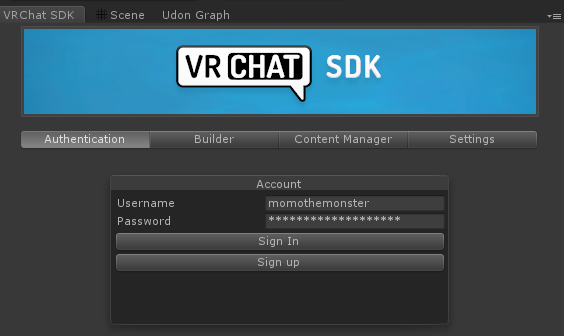 VRChat SDK Scene Udon Graph
VR CHAT SDK
Authentication Builder Content Manager Settings
Account
Username momothemonster
Password *******************
Sign In
Sign up